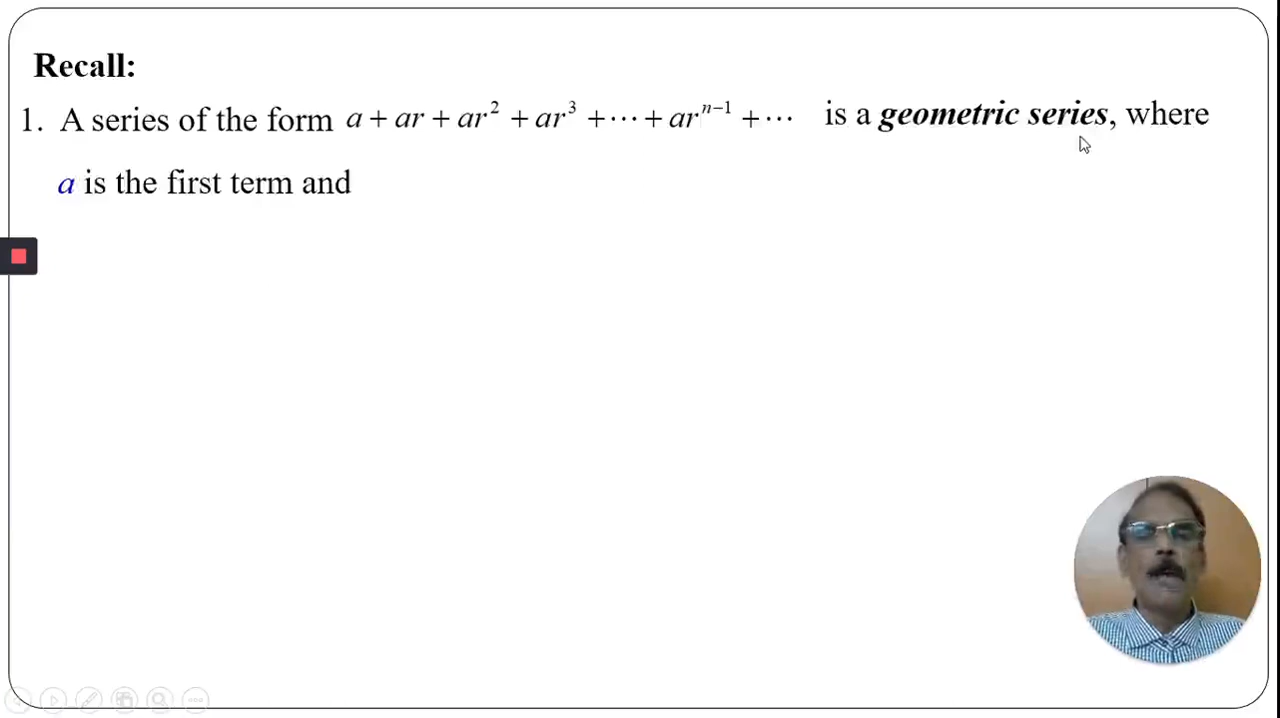 Recall:
1. A series of the form a + ar + ar² + ar³ + ⋯ + arⁿ⁻¹ + ⋯ is a geometric series, where
a is the first term and